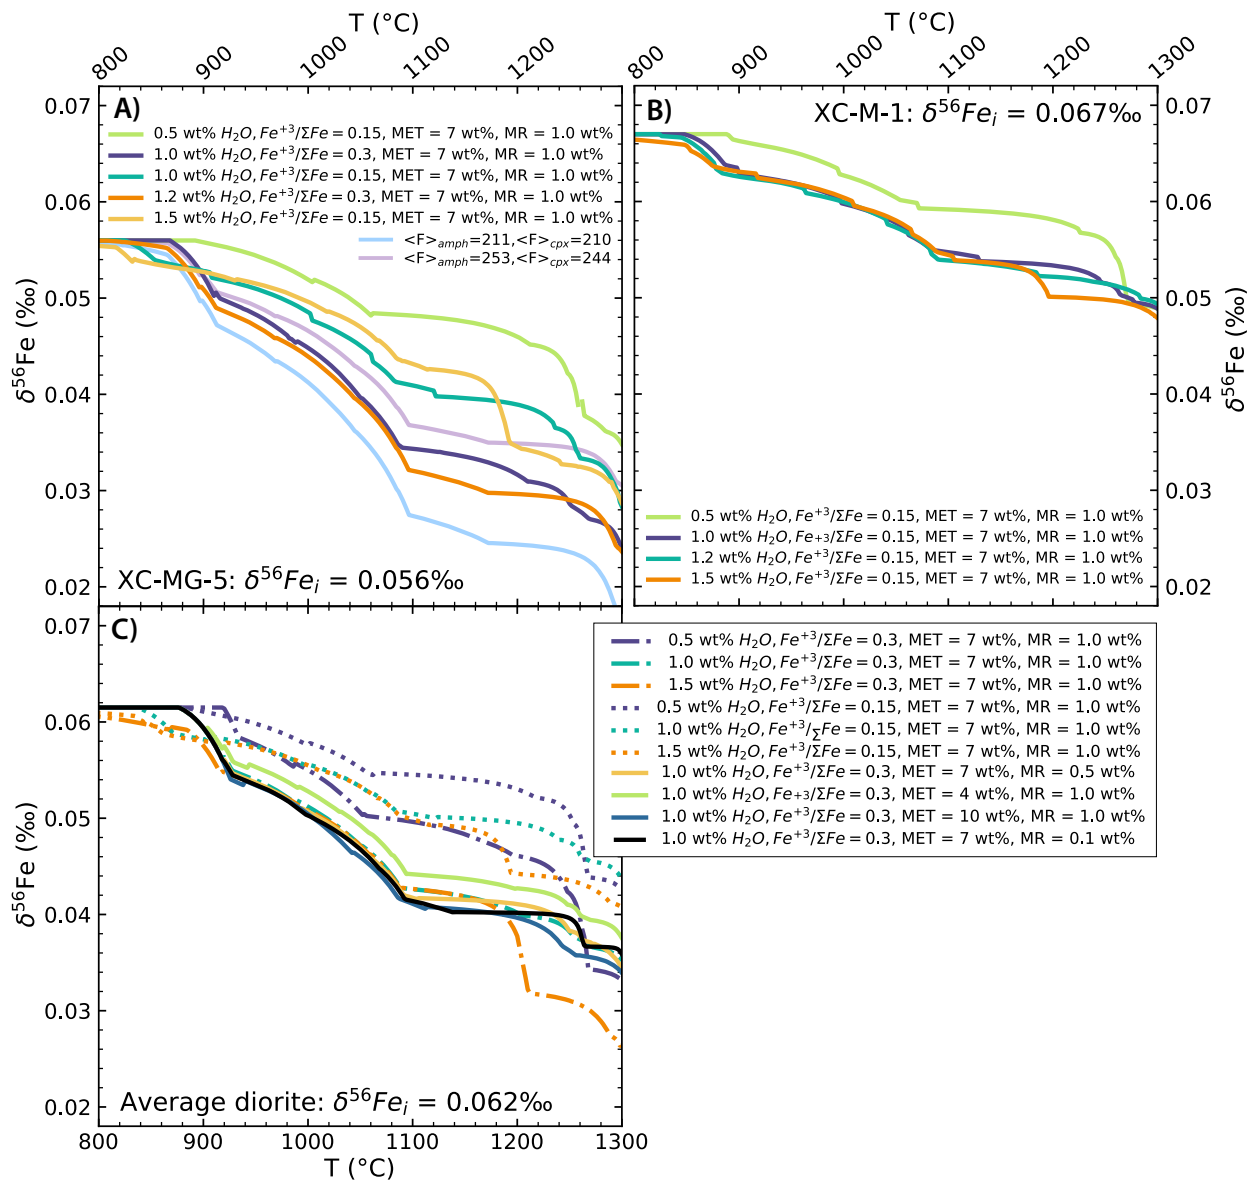 T (°C)
T (°C)
800 900 1000 1100 1200
800 900 1000 1100 1200 1300
A)
B)
XC-M-1: δ⁵⁶Feᵢ = 0.067‰
0.07
0.06
0.05
0.04
0.03
0.02
δ⁵⁶Fe (‰)
0.5 wt% H₂O, Fe⁺³/ΣFe = 0.15, MET = 7 wt%, MR = 1.0 wt%
1.0 wt% H₂O, Fe⁺³/ΣFe = 0.3, MET = 7 wt%, MR = 1.0 wt%
1.0 wt% H₂O, Fe⁺³/ΣFe = 0.15, MET = 7 wt%, MR = 1.0 wt%
1.2 wt% H₂O, Fe⁺³/ΣFe = 0.3, MET = 7 wt%, MR = 1.0 wt%
1.5 wt% H₂O, Fe⁺³/ΣFe = 0.15, MET = 7 wt%, MR = 1.0 wt%
<F>amph=211,<F>cpx=210
<F>amph=253,<F>cpx=244
XC-MG-5: δ⁵⁶Feᵢ = 0.056‰
0.07
0.06
0.05
0.04
0.03
0.02
δ⁵⁶Fe (‰)
0.5 wt% H₂O, Fe⁺³/ΣFe = 0.15, MET = 7 wt%, MR = 1.0 wt%
1.0 wt% H₂O, Fe₊₃/ΣFe = 0.15, MET = 7 wt%, MR = 1.0 wt%
1.2 wt% H₂O, Fe⁺³/ΣFe = 0.15, MET = 7 wt%, MR = 1.0 wt%
1.5 wt% H₂O, Fe⁺³/ΣFe = 0.15, MET = 7 wt%, MR = 1.0 wt%
C)
0.07
0.06
0.05
0.04
0.03
0.02
δ⁵⁶Fe (‰)
0.5 wt% H₂O, Fe⁺³/ΣFe = 0.3, MET = 7 wt%, MR = 1.0 wt%
1.0 wt% H₂O, Fe⁺³/ΣFe = 0.3, MET = 7 wt%, MR = 1.0 wt%
1.5 wt% H₂O, Fe⁺³/ΣFe = 0.3, MET = 7 wt%, MR = 1.0 wt%
0.5 wt% H₂O, Fe⁺³/ΣFe = 0.15, MET = 7 wt%, MR = 1.0 wt%
1.0 wt% H₂O, Fe⁺³/ΣFe = 0.15, MET = 7 wt%, MR = 1.0 wt%
1.5 wt% H₂O, Fe⁺³/ΣFe = 0.15, MET = 7 wt%, MR = 1.0 wt%
1.0 wt% H₂O, Fe⁺³/ΣFe = 0.3, MET = 7 wt%, MR = 0.5 wt%
1.0 wt% H₂O, Fe₊₃/ΣFe = 0.3, MET = 4 wt%, MR = 1.0 wt%
1.0 wt% H₂O, Fe⁺³/ΣFe = 0.3, MET = 10 wt%, MR = 1.0 wt%
1.0 wt% H₂O, Fe⁺³/ΣFe = 0.3, MET = 7 wt%, MR = 0.1 wt%
Average diorite: δ⁵⁶Feᵢ = 0.062‰
800 900 1000 1100 1200 1300
T (°C)